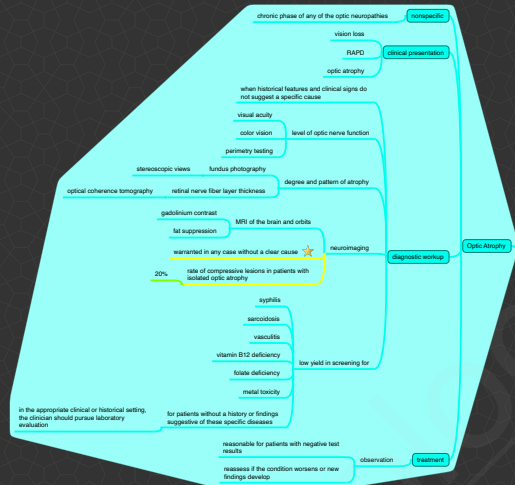 chronic phase of any of the optic neuropathies
nonspecific
vision loss
RAPD
optic atrophy
clinical presentation
when historical features and clinical signs do
not suggest a specific cause
visual acuity
color vision
perimetry testing
level of optic nerve function
stereoscopic views
fundus photography
optical coherence tomography
retinal nerve fiber layer thickness
degree and pattern of atrophy
gadolinium contrast
fat suppression
MRI of the brain and orbits
warranted in any case without a clear cause
20%
rate of compressive lesions in patients with
isolated optic atrophy
neuroimaging
diagnostic workup
Optic Atrophy
syphilis
sarcoidosis
vasculitis
vitamin B12 deficiency
folate deficiency
metal toxicity
in the appropriate clinical or historical setting,
the clinician should pursue laboratory
evaluation
for patients without a history or findings
suggestive of these specific diseases
low yield in screening for
reasonable for patients with negative test
results
reassess if the condition worsens or new
findings develop
observation
treatment